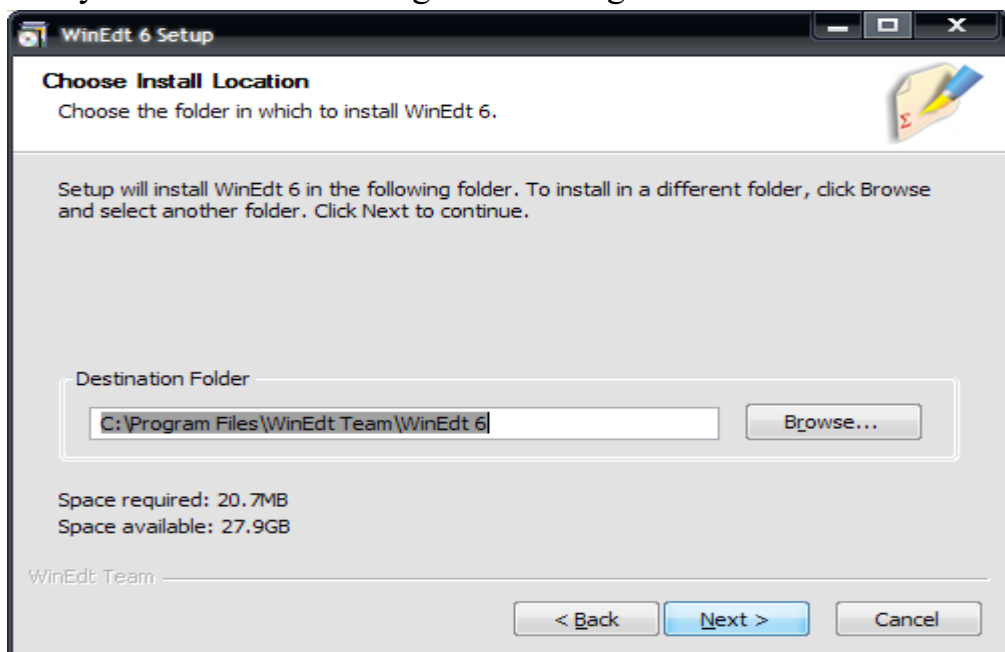 WinEdt 6 Setup
Choose Install Location
Choose the folder in which to install WinEdt 6.
Σ
Setup will install WinEdt 6 in the following folder. To install in a different folder, click Browse
and select another folder. Click Next to continue.
Destination Folder
C:\Program Files\WinEdt Team\WinEdt 6
Browse...
Space required: 20.7MB
Space available: 27.9GB
WinEdt Team
< Back
Next >
Cancel